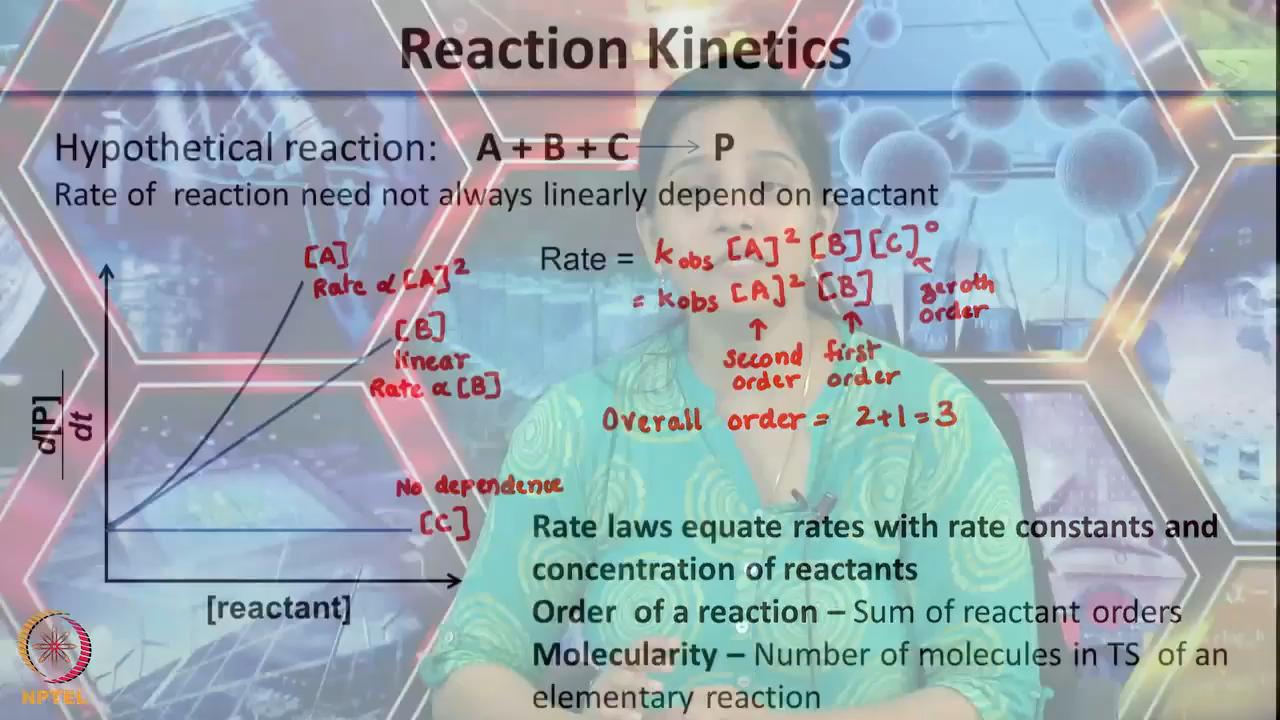 Reaction Kinetics
Hypothetical reaction: A + B + C ⟶ P
Rate of reaction need not always linearly depend on reactant
[A]
Rate ∝ [A]²
[B]
linear
Rate ∝ [B]
No dependence
[C]
d[P]
dt
[reactant]
Rate = k obs [A]² [B] [C]⁰
= k obs [A]² [B]
zeroth
order
↑
second
order
↑
first
order
Overall order = 2+1 = 3
Rate laws equate rates with rate constants and
concentration of reactants
Order of a reaction – Sum of reactant orders
Molecularity – Number of molecules in TS of an
elementary reaction
NPTEL